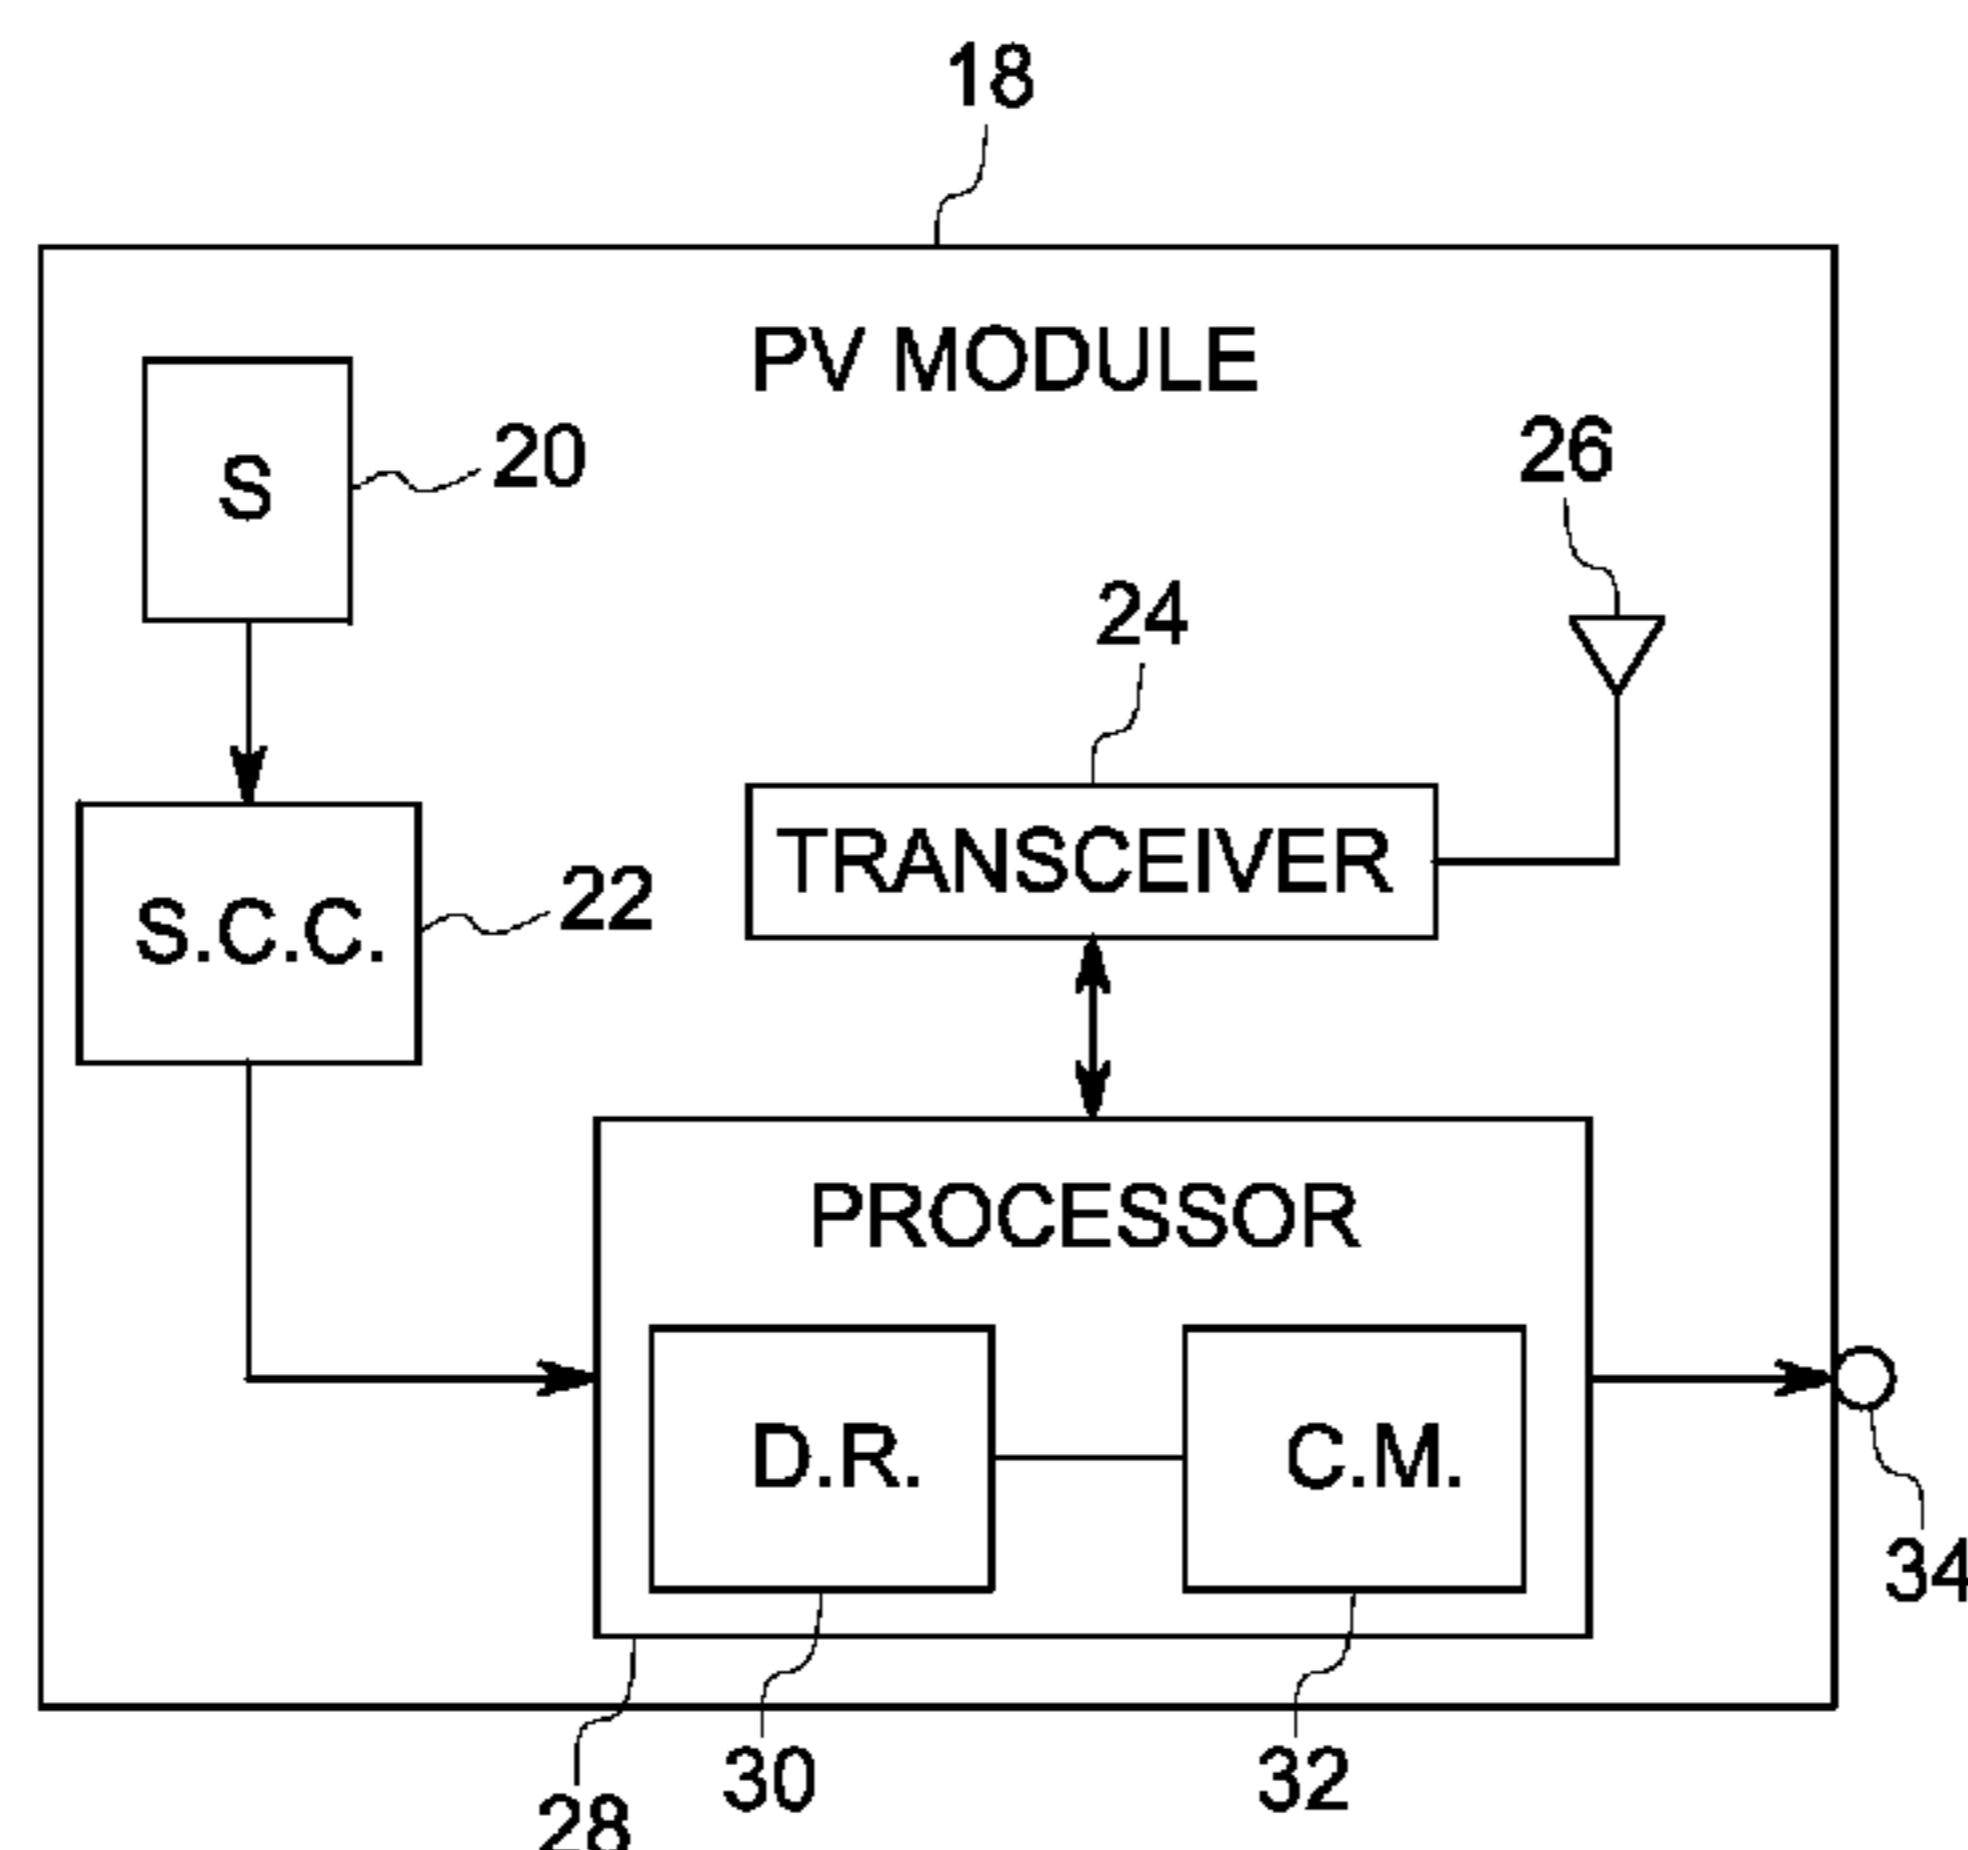 18
PV MODULE
S
20
26
24
TRANSCEIVER
S.C.C.
22
PROCESSOR
D.R.
C.M.
34
30
32
28